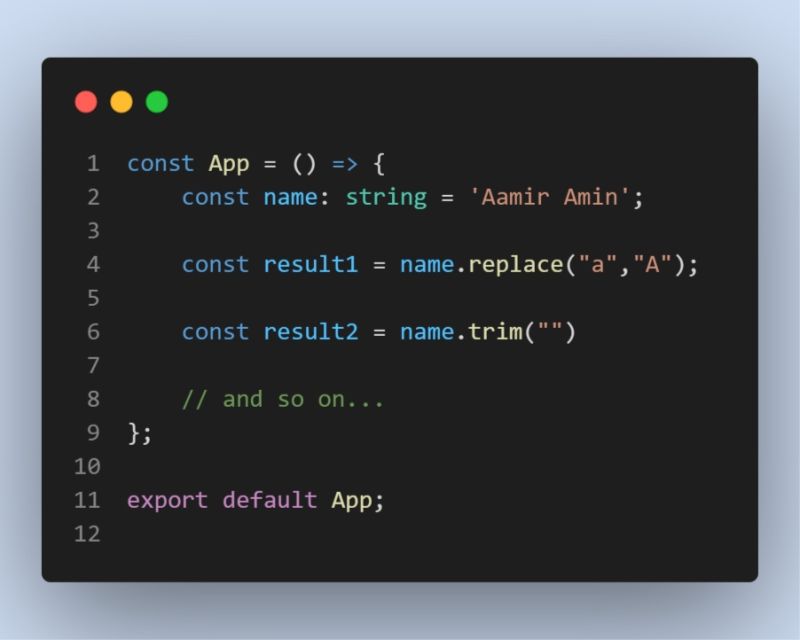 1 const App = () => {
2     const name: string = 'Aamir Amin';
3
4     const result1 = name.replace("a","A");
5
6     const result2 = name.trim("")
7
8     // and so on...
9 };
10
11 export default App;
12